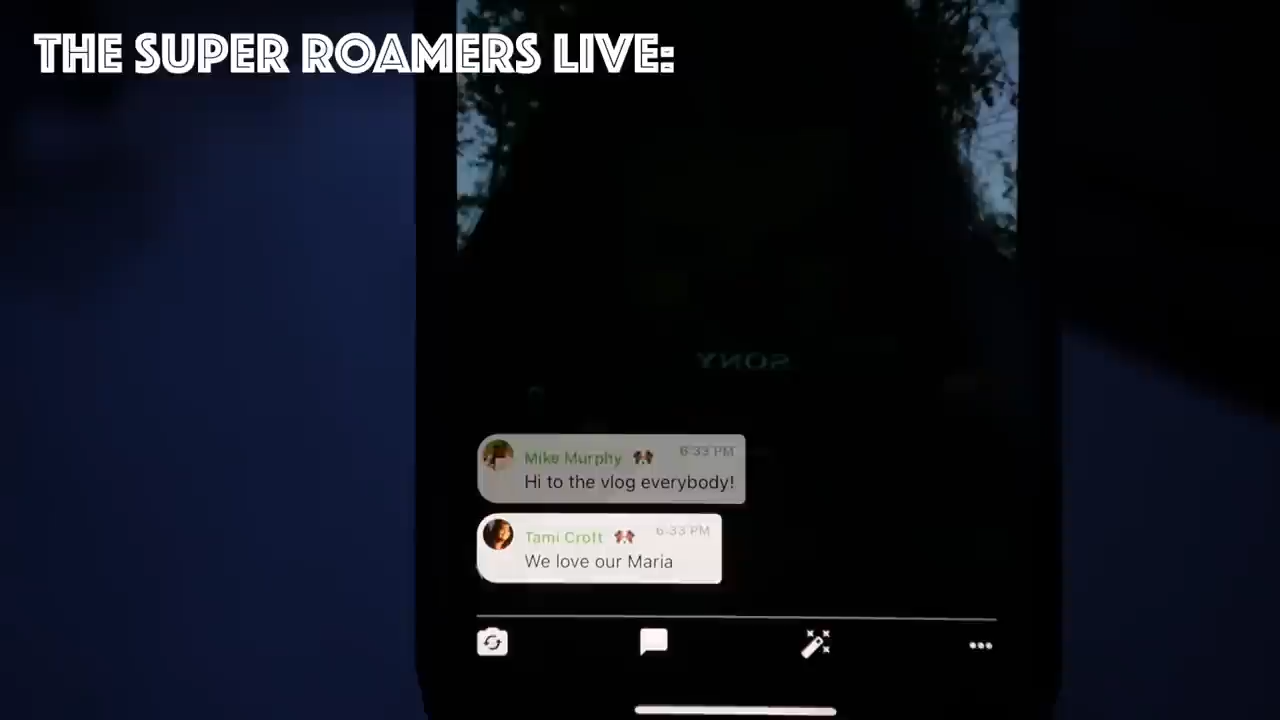 THE SUPER ROAMERS LIVE:
SONY
Mike Murphy 6:33 PM
Hi to the vlog everybody!
Tami Croft 6:33 PM
We love our Maria